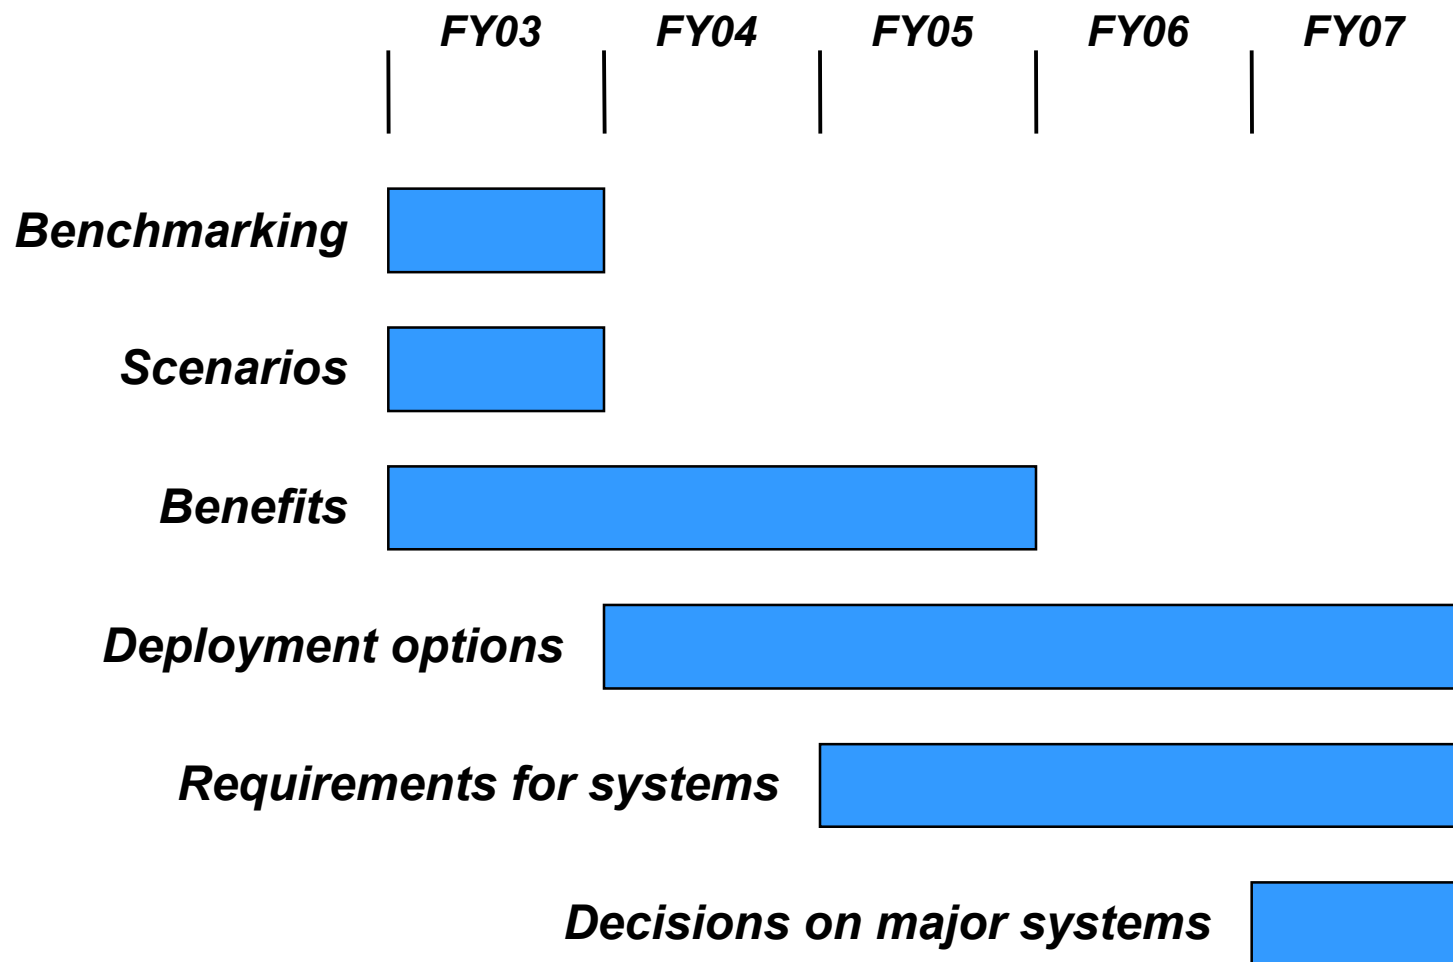 FY03 FY04 FY05 FY06 FY07
Benchmarking
Scenarios
Benefits
Deployment options
Requirements for systems
Decisions on major systems